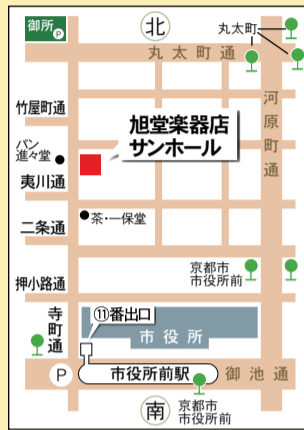 御所
P
北
丸太町
丸太町通
竹屋町通
河原町通
旭堂楽器店
サンホール
パン
進々堂
夷川通
二条通
茶・一保堂
京都市
市役所前
押小路通
寺町通
⑪番出口
市役所
P
市役所前駅
御池通
南
京都市
市役所前